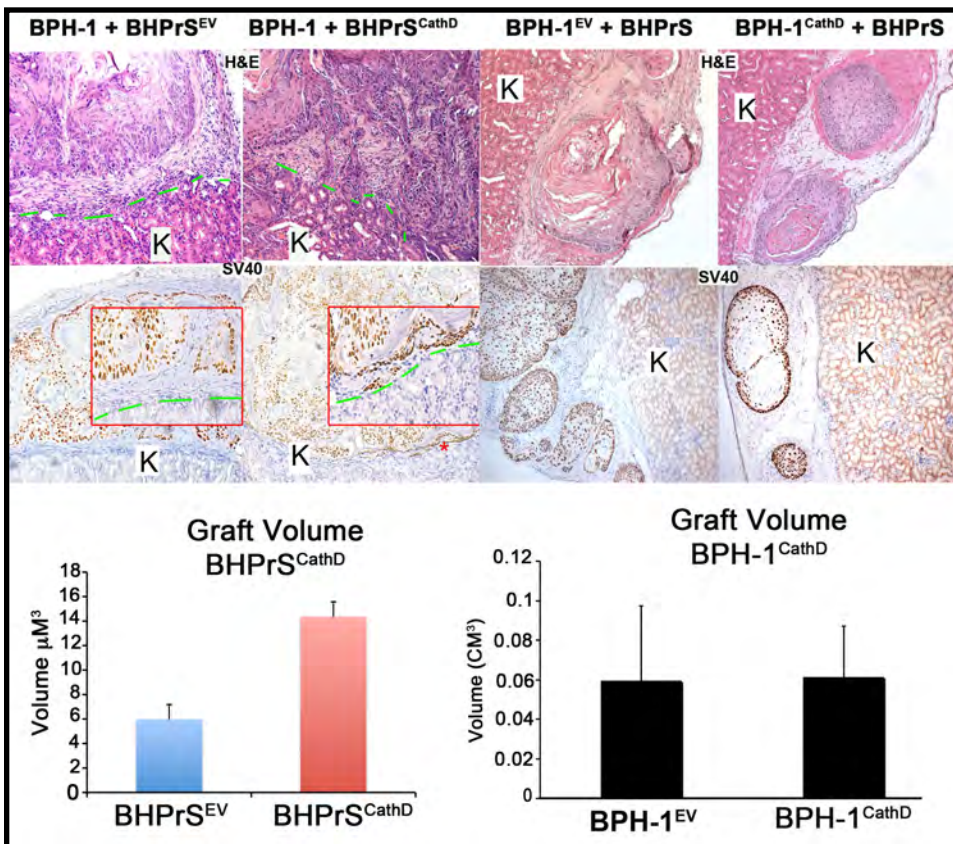 BPH-1 + BHPrS^EV BPH-1 + BHPrS^CathD BPH-1^EV + BHPrS BPH-1^CathD + BHPrS
H&E H&E
K K K K
SV40 SV40
K K * K K
Graft Volume
BHPrS^CathD
Volume µM³
18
16
14
12
10
8
6
4
2
0
BHPrS^EV BHPrS^CathD
Graft Volume
BPH-1^CathD
Volume (CM³)
0.12
0.1
0.08
0.06
0.04
0.02
0
BPH-1^EV BPH-1^CathD